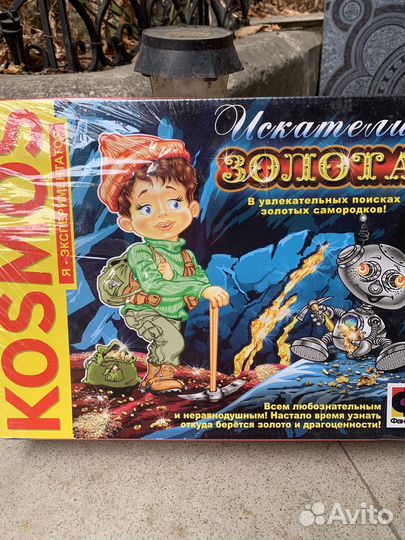 KOSMOS
Я - ЭКСПЕРИМЕНТАТОР
Искатели
ЗОЛОТА
В увлекательных поисках
золотых самородков!
Всем любознательным
и неравнодушным! Настало время узнать
откуда берётся золото и драгоценности!
Фан
Avito